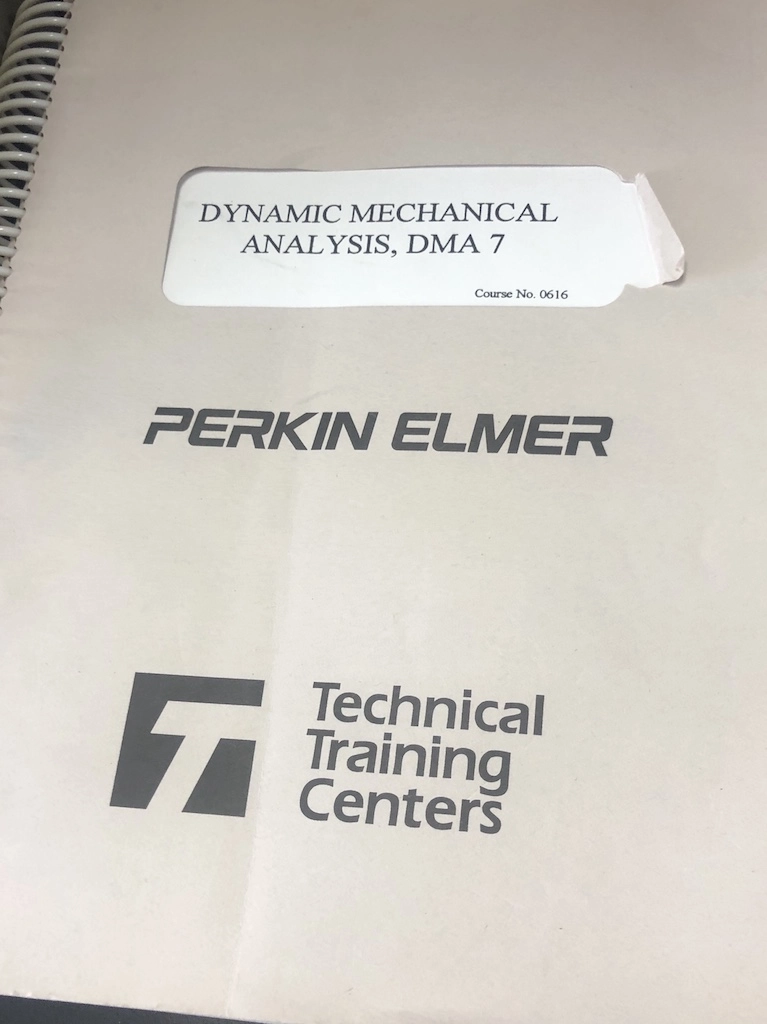 DYNAMIC MECHANICAL
ANALYSIS, DMA 7
Course No. 0616
PERKIN ELMER
T
Technical
Training
Centers